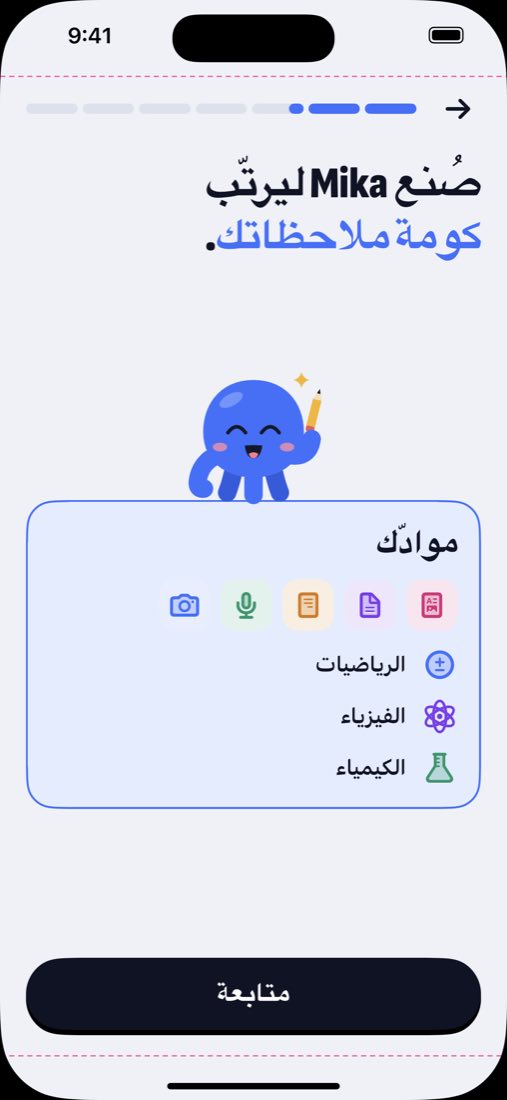 9:41
صُنع Mika ليرتّب
كومة ملاحظاتك.
موادّك
الرياضيات
الفيزياء
الكيمياء
متابعة